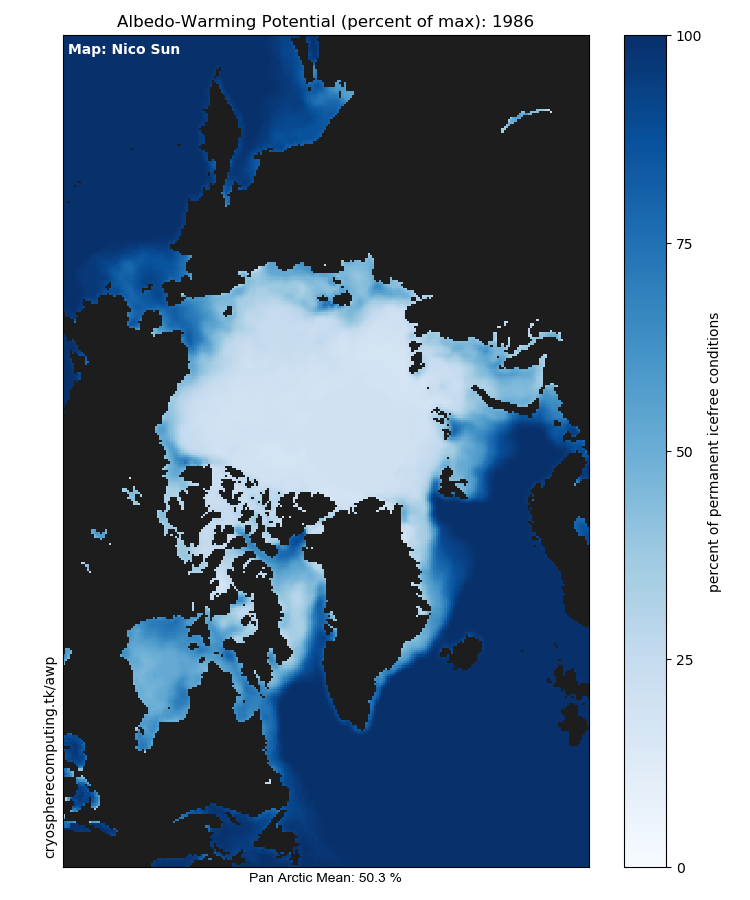 Albedo-Warming Potential (percent of max): 1986
Map: Nico Sun
100
75
50
25
0
percent of permanent icefree conditions
cryospherecomputing.tk/awp
Pan Arctic Mean: 50.3 %